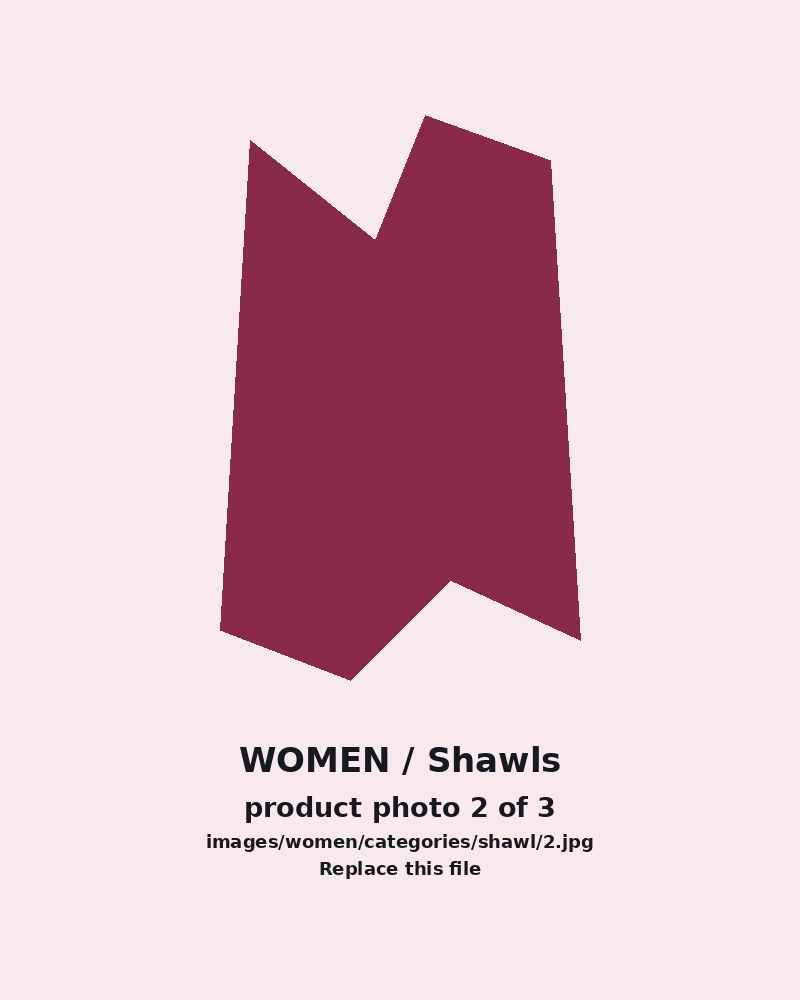 WOMEN / Shawls
product photo 2 of 3
images/women/categories/shawl/2.jpg
Replace this file